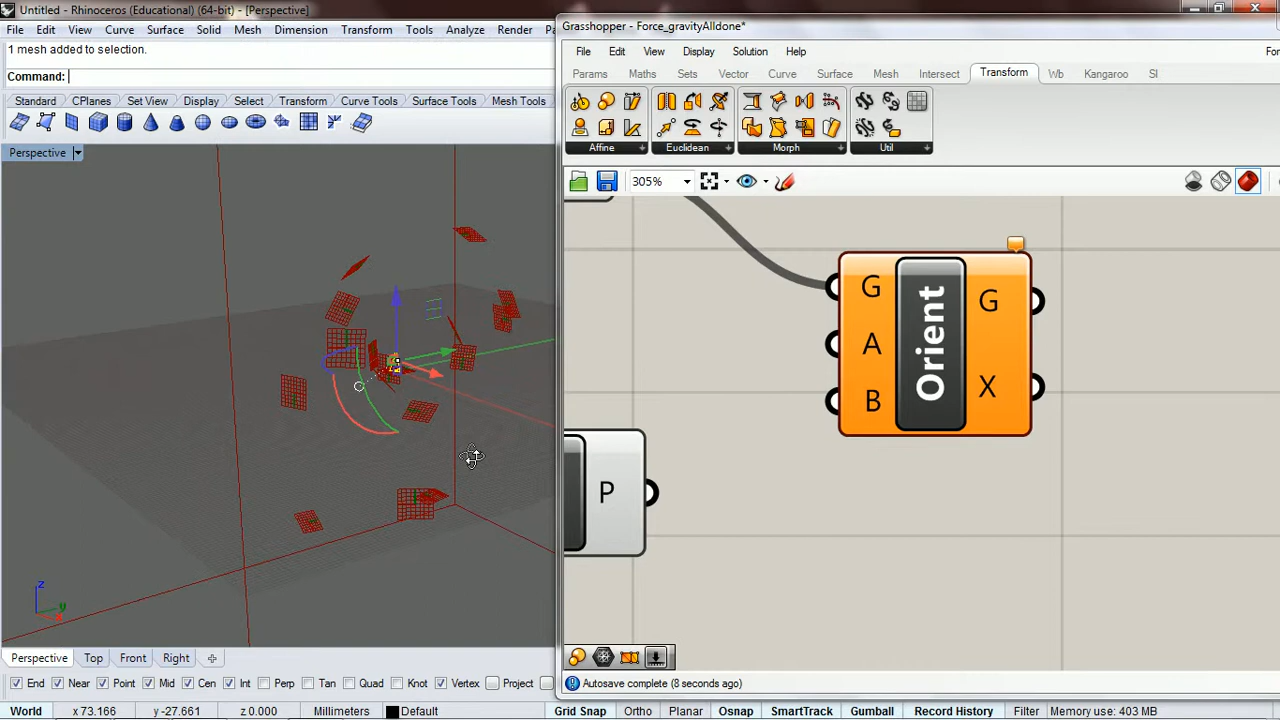 Untitled - Rhinoceros (Educational) (64-bit) - [Perspective]
File Edit View Curve Surface Solid Mesh Dimension Transform Tools Analyze Render
1 mesh added to selection.
Command:
Standard CPlanes Set View Display Select Transform Curve Tools Surface Tools Mesh Tools
Perspective
z
y
x
Perspective Top Front Right
End Near Point Mid Cen Int Perp Tan Quad Knot Vertex Project
World x 73.166 y -27.661 z 0.000 Millimeters Default Grid Snap Ortho Planar Osnap SmartTrack Gumball Record History Filter Memory use: 403 MB
Grasshopper - Force_gravityAlldone*
File Edit View Display Solution Help
Params Maths Sets Vector Curve Surface Mesh Intersect Transform Wb Kangaroo
Affine Euclidean Morph Util
305%
G
A
B
Orient
G
X
P
Autosave complete (8 seconds ago)